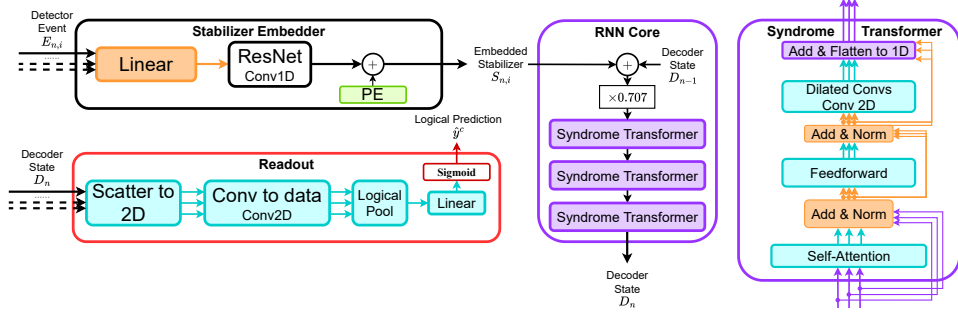 Detector
Event
E_{n,i}
......
Stabilizer Embedder
Linear
ResNet
Conv1D
+
PE
Embedded
Stabilizer
S_{n,i}
Logical Prediction
ŷ^c
Decoder
State
D_n
......
Readout
Scatter to
2D
Conv to data
Conv2D
Logical
Pool
Sigmoid
Linear
RNN Core
+
Decoder
State
D_{n−1}
×0.707
Syndrome Transformer
Syndrome Transformer
Syndrome Transformer
Decoder
State
D_n
Syndrome Transformer
Add & Flatten to 1D
Dilated Convs
Conv 2D
Add & Norm
Feedforward
Add & Norm
Self-Attention